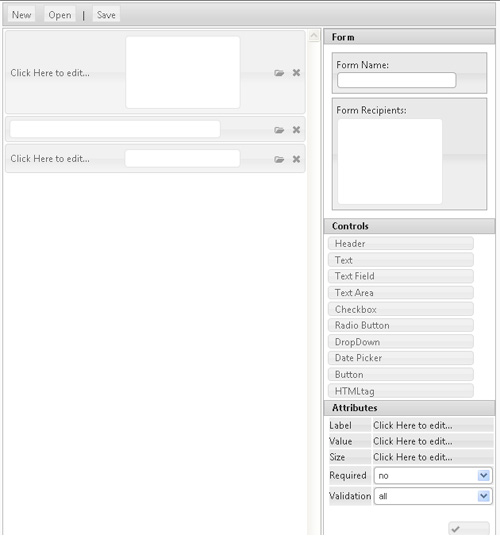 New Open | Save
Click Here to edit...
Click Here to edit...
Form
Form Name:
Form Recipients:
Controls
Header
Text
Text Field
Text Area
Checkbox
Radio Button
DropDown
Date Picker
Button
HTMLtag
Attributes
Label Click Here to edit...
Value Click Here to edit...
Size Click Here to edit...
Required no
Validation all